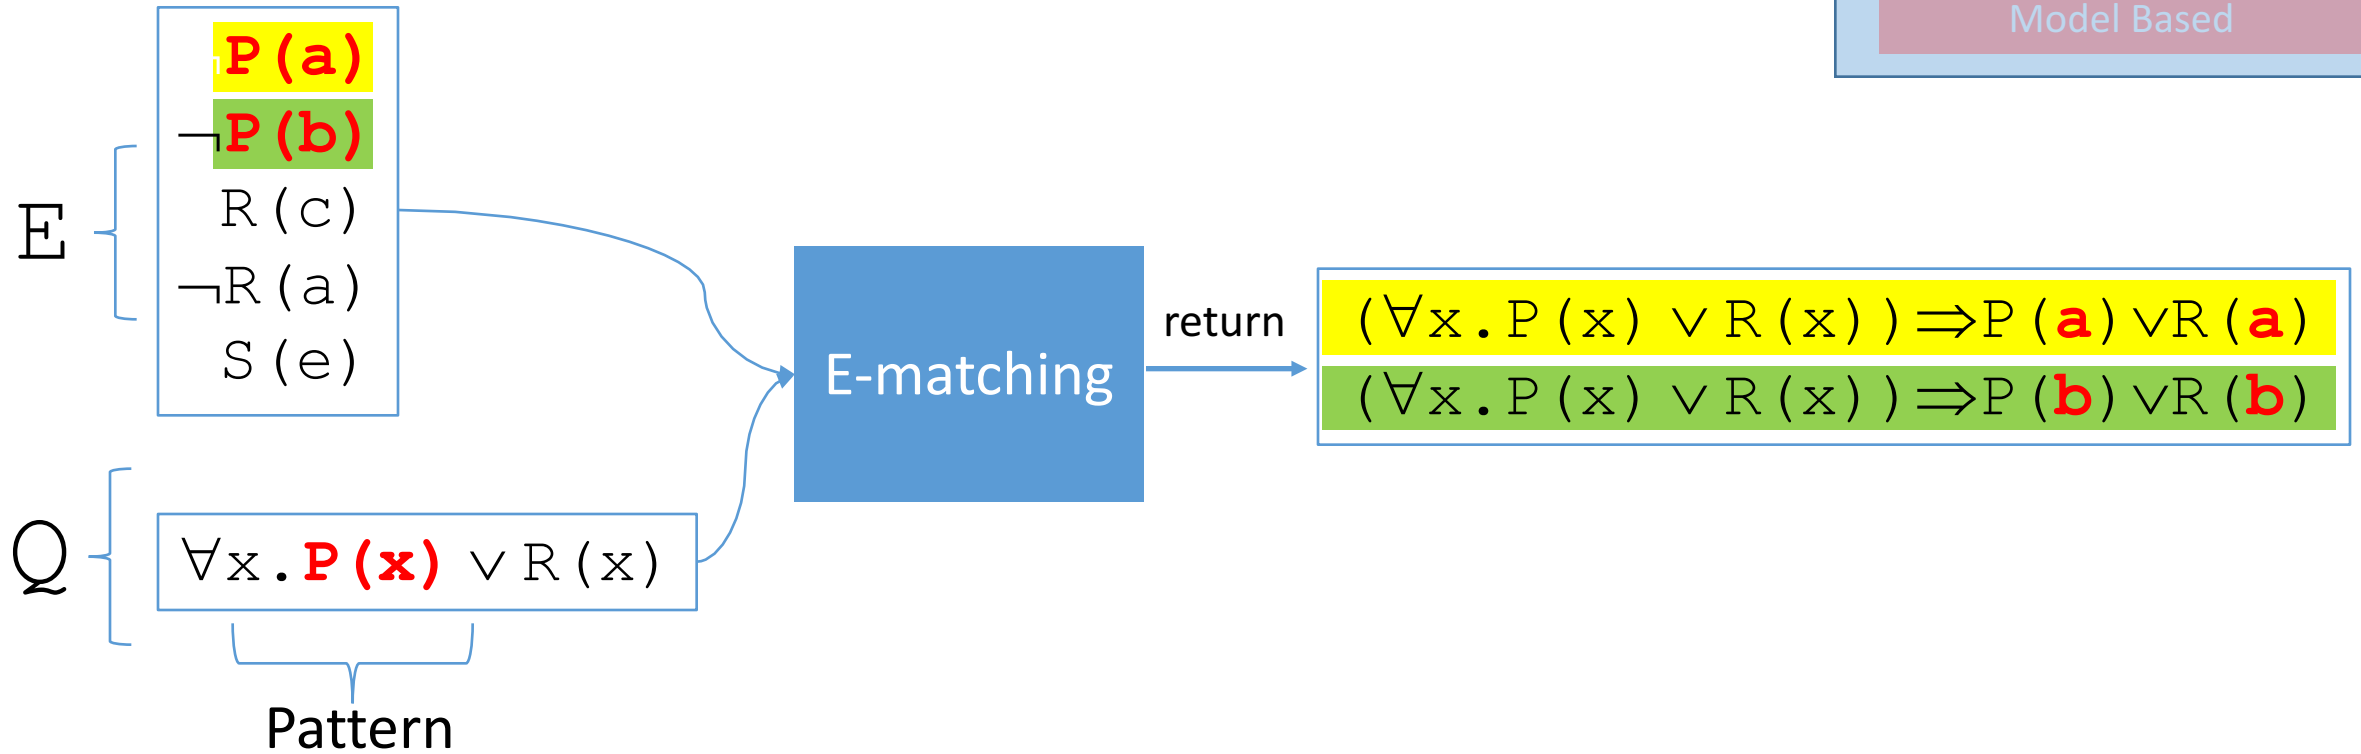 Model Based
¬P(a)
¬P(b)
R(c)
¬R(a)
S(e)
E
E-matching
return
(∀x.P(x) ∨ R(x))⇒P(a)∨R(a)
(∀x.P(x) ∨ R(x))⇒P(b)∨R(b)
Q
∀x.P(x) ∨ R(x)
Pattern